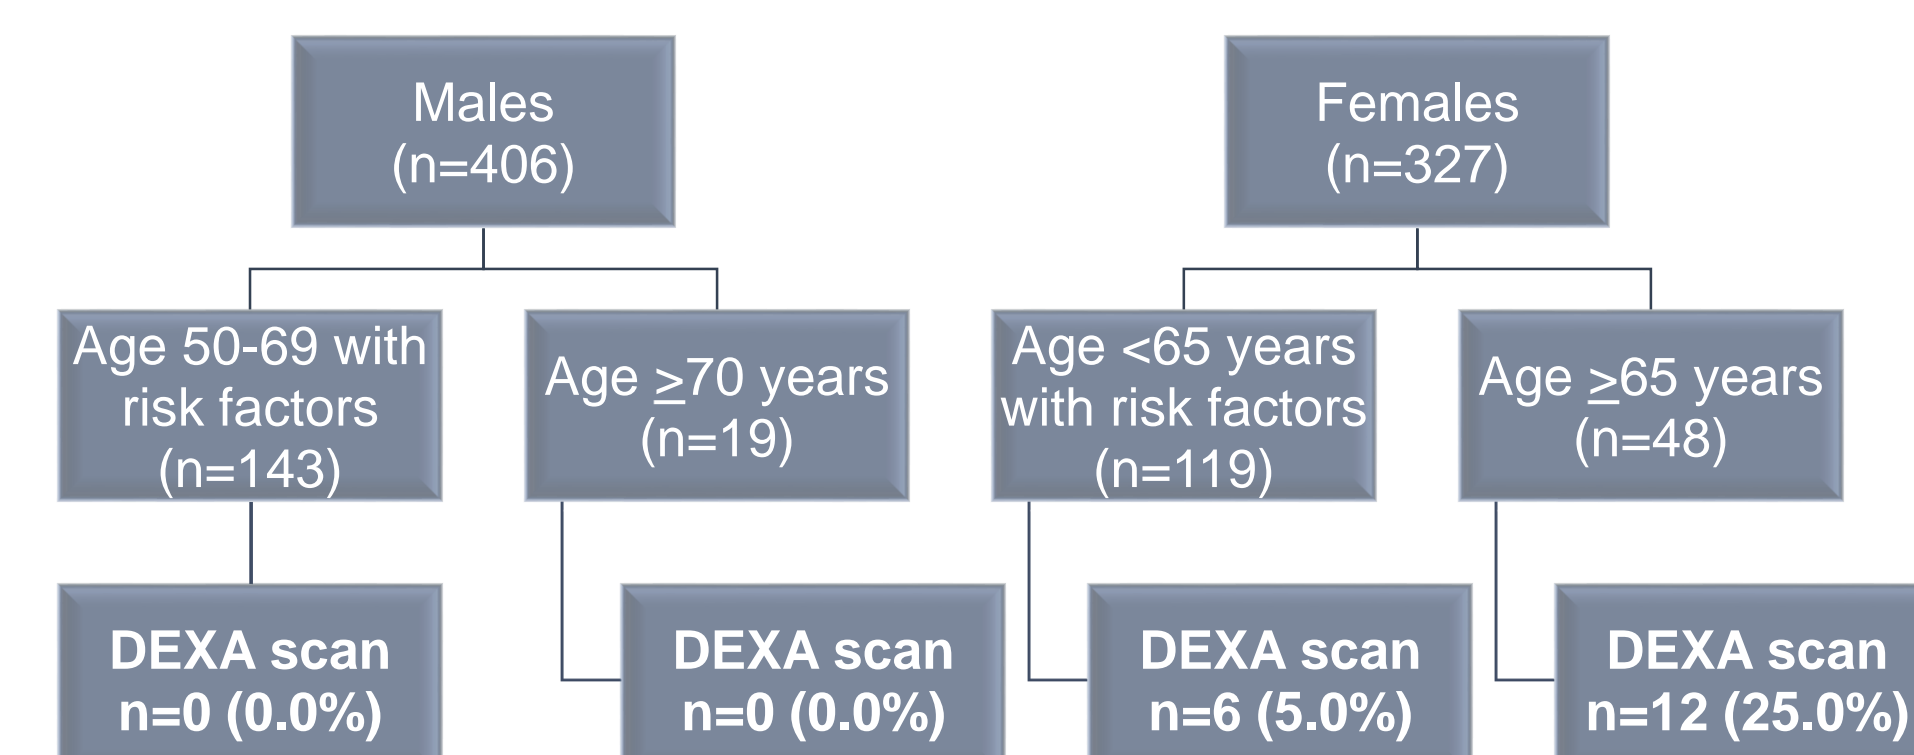 Males
(n=406)
Females
(n=327)
Age 50-69 with
risk factors
(n=143)
Age ≥70 years
(n=19)
Age <65 years
with risk factors
(n=119)
Age ≥65 years
(n=48)
DEXA scan
n=0 (0.0%)
DEXA scan
n=0 (0.0%)
DEXA scan
n=6 (5.0%)
DEXA scan
n=12 (25.0%)